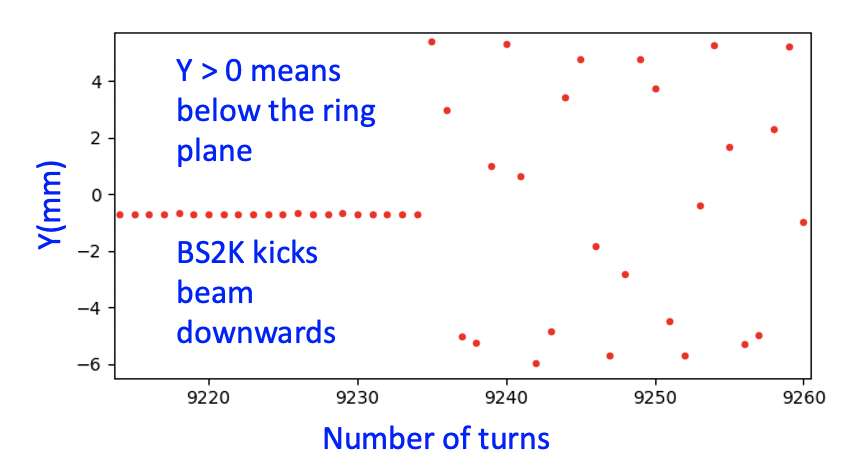 Y > 0 means
below the ring
plane
BS2K kicks
beam
downwards
Y(mm)
4
2
0
−2
−4
−6
9220 9230 9240 9250 9260
Number of turns